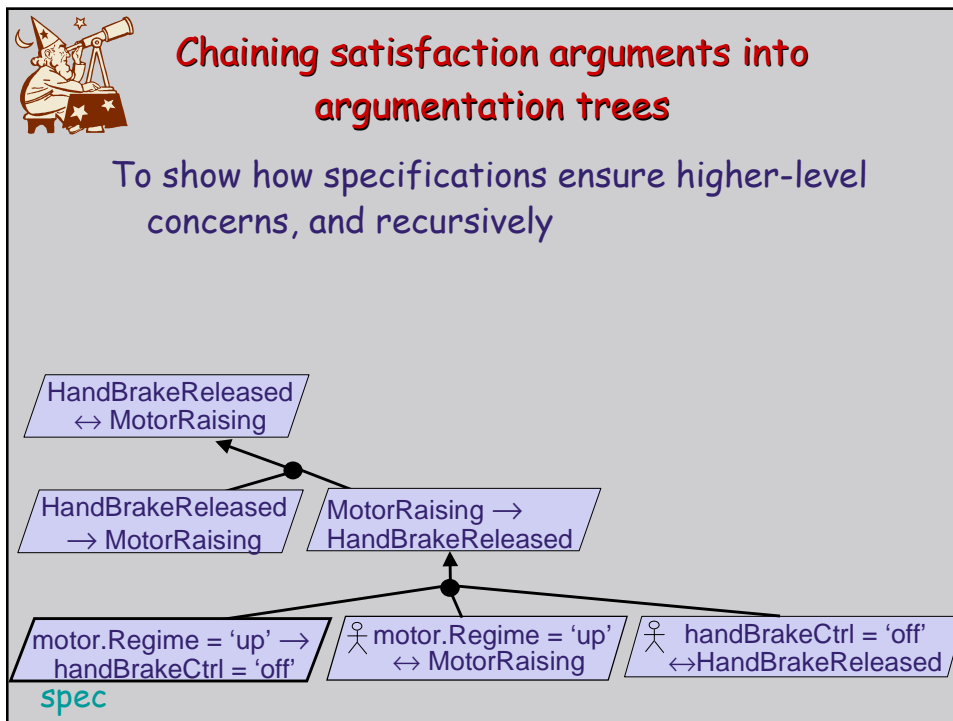 Chaining satisfaction arguments into
argumentation trees
To show how specifications ensure higher-level
concerns, and recursively
HandBrakeReleased
↔ MotorRaising
HandBrakeReleased
→ MotorRaising
MotorRaising →
HandBrakeReleased
motor.Regime = ‘up’ →
handBrakeCtrl = ‘off’
motor.Regime = ‘up’
↔ MotorRaising
handBrakeCtrl = ‘off’
↔HandBrakeReleased
spec